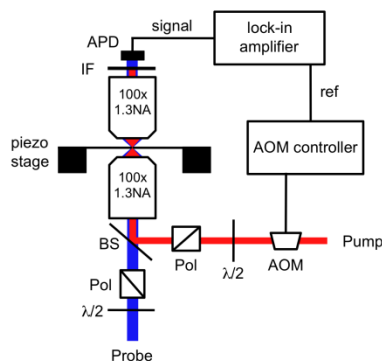 signal
APD
lock-in
amplifier
IF
100x
1.3NA
ref
piezo
stage
100x
1.3NA
AOM controller
BS
Pump
Pol
λ/2
AOM
Pol
λ/2
Probe